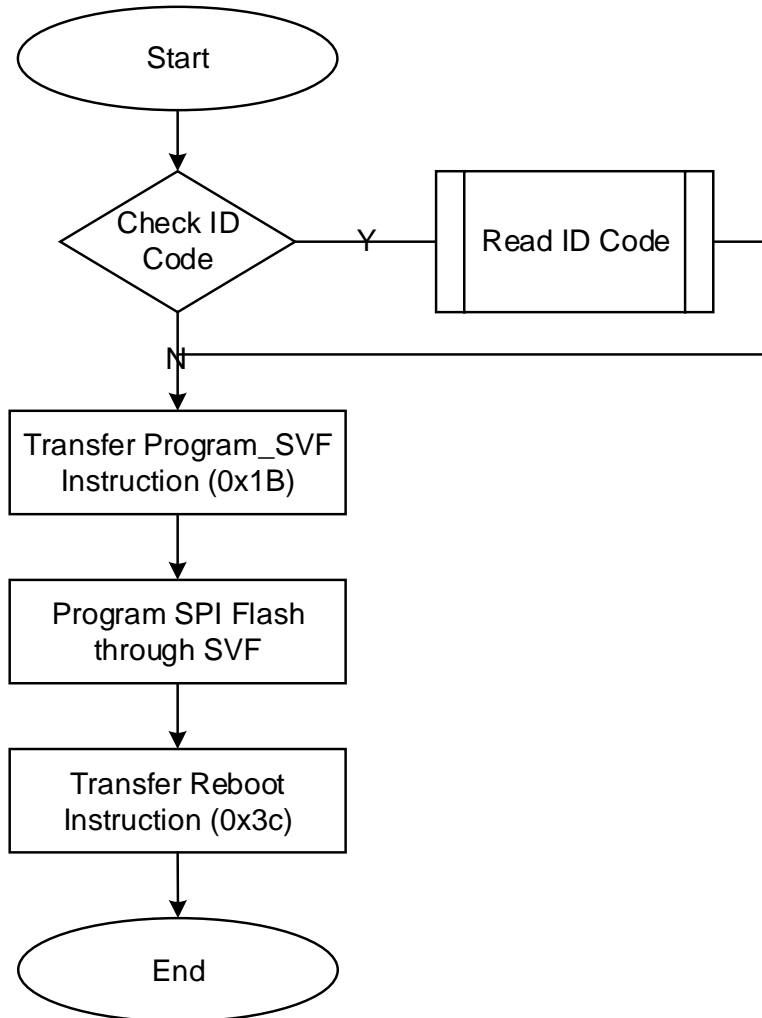 Start
Check ID
Code
Y
Read ID Code
N
Transfer Program_SVF
Instruction (0x1B)
Program SPI Flash
through SVF
Transfer Reboot
Instruction (0x3c)
End